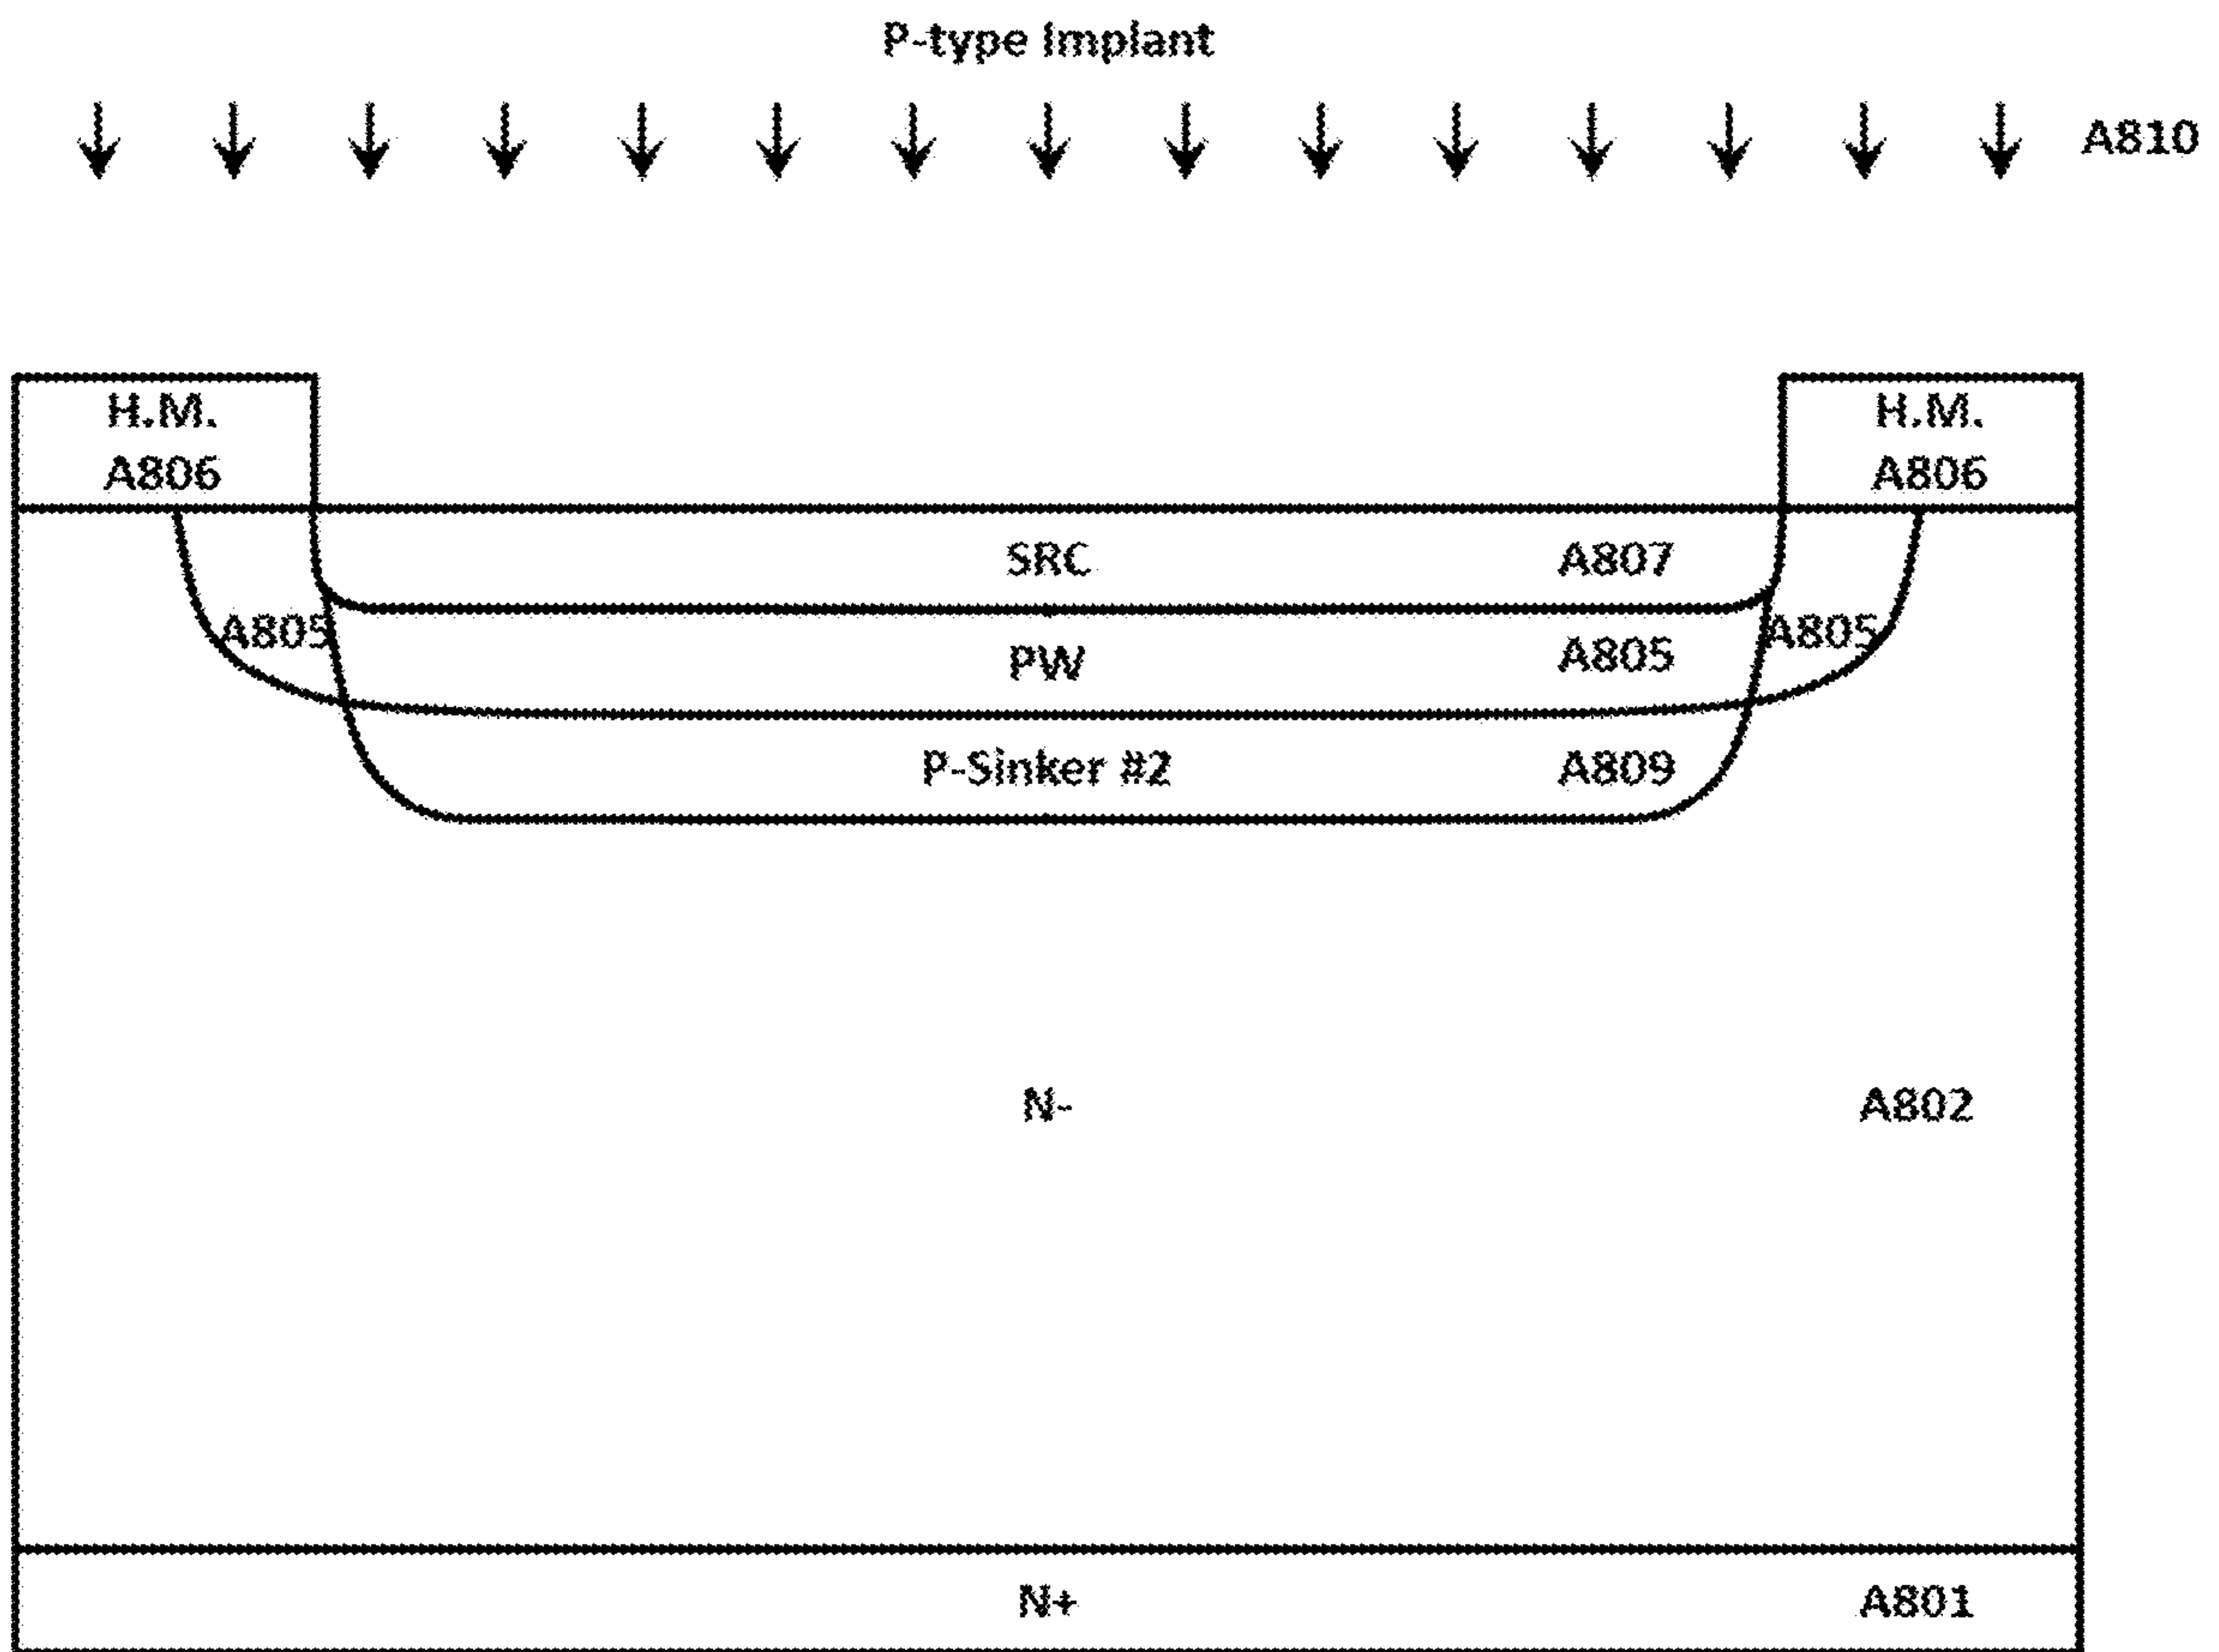 P-type Implant
A810
H.M.
A806
H.M.
A806
SRC A807
A805 PW A805 A805
P-Sinker #2 A809
N- A802
N+ A801